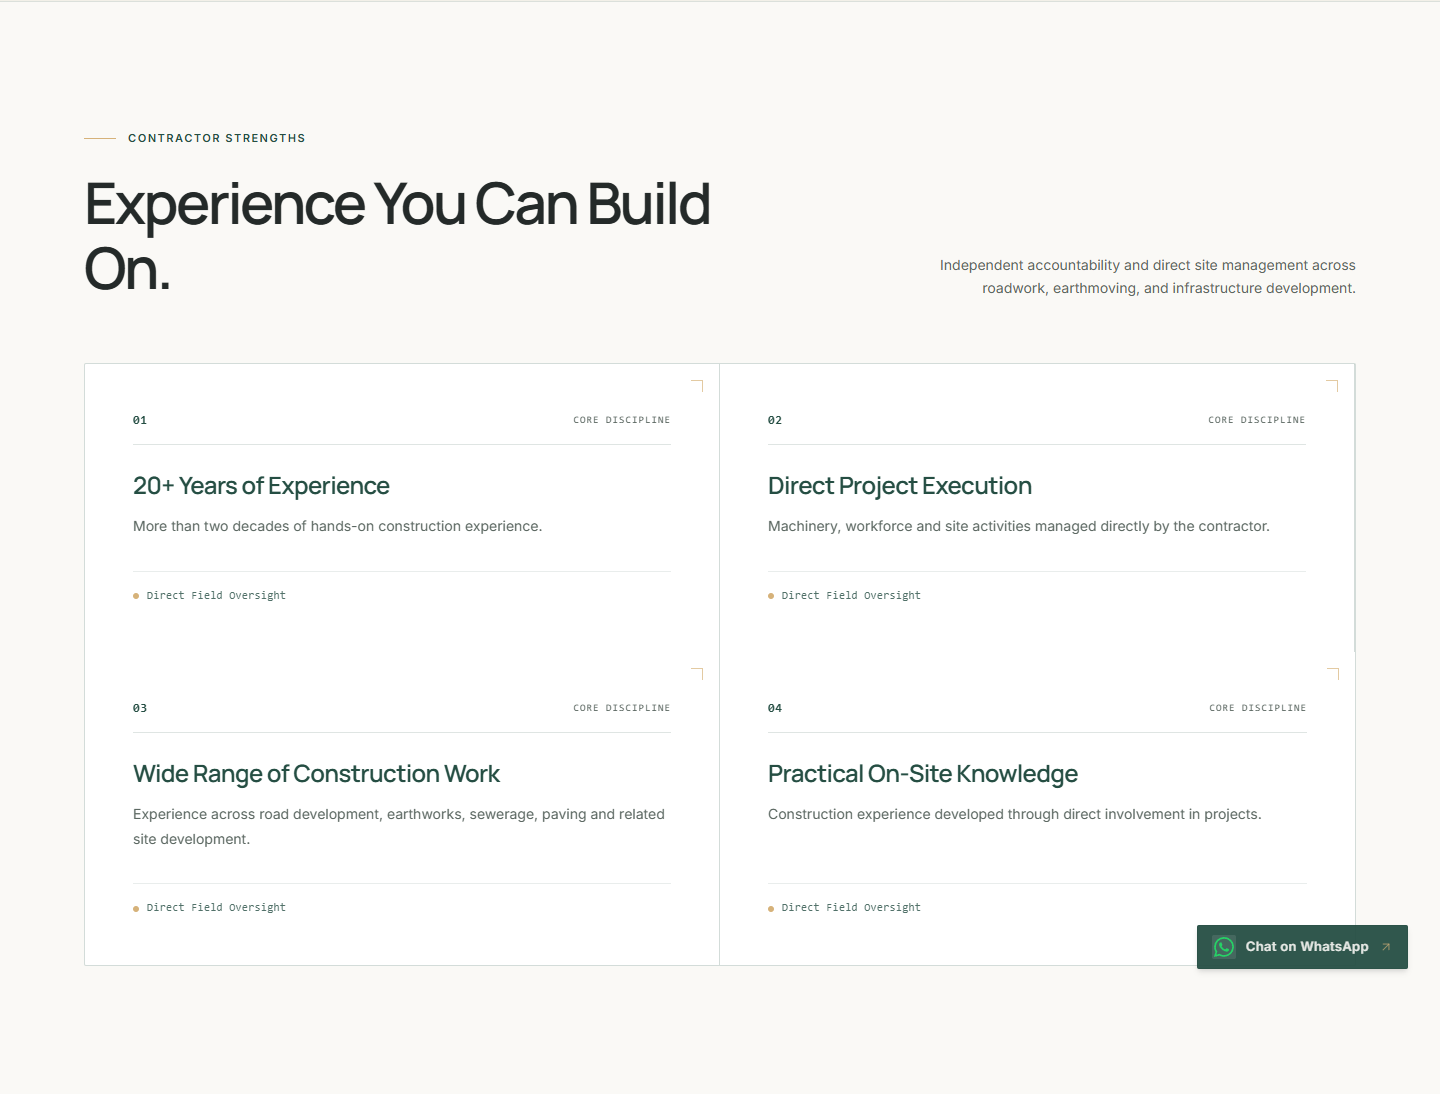 CONTRACTOR STRENGTHS
Experience You Can Build
On.
Independent accountability and direct site management across
roadwork, earthmoving, and infrastructure development.
01
CORE DISCIPLINE
20+ Years of Experience
More than two decades of hands-on construction experience.
Direct Field Oversight
02
CORE DISCIPLINE
Direct Project Execution
Machinery, workforce and site activities managed directly by the contractor.
Direct Field Oversight
03
CORE DISCIPLINE
Wide Range of Construction Work
Experience across road development, earthworks, sewerage, paving and related
site development.
Direct Field Oversight
04
CORE DISCIPLINE
Practical On-Site Knowledge
Construction experience developed through direct involvement in projects.
Direct Field Oversight
Chat on WhatsApp